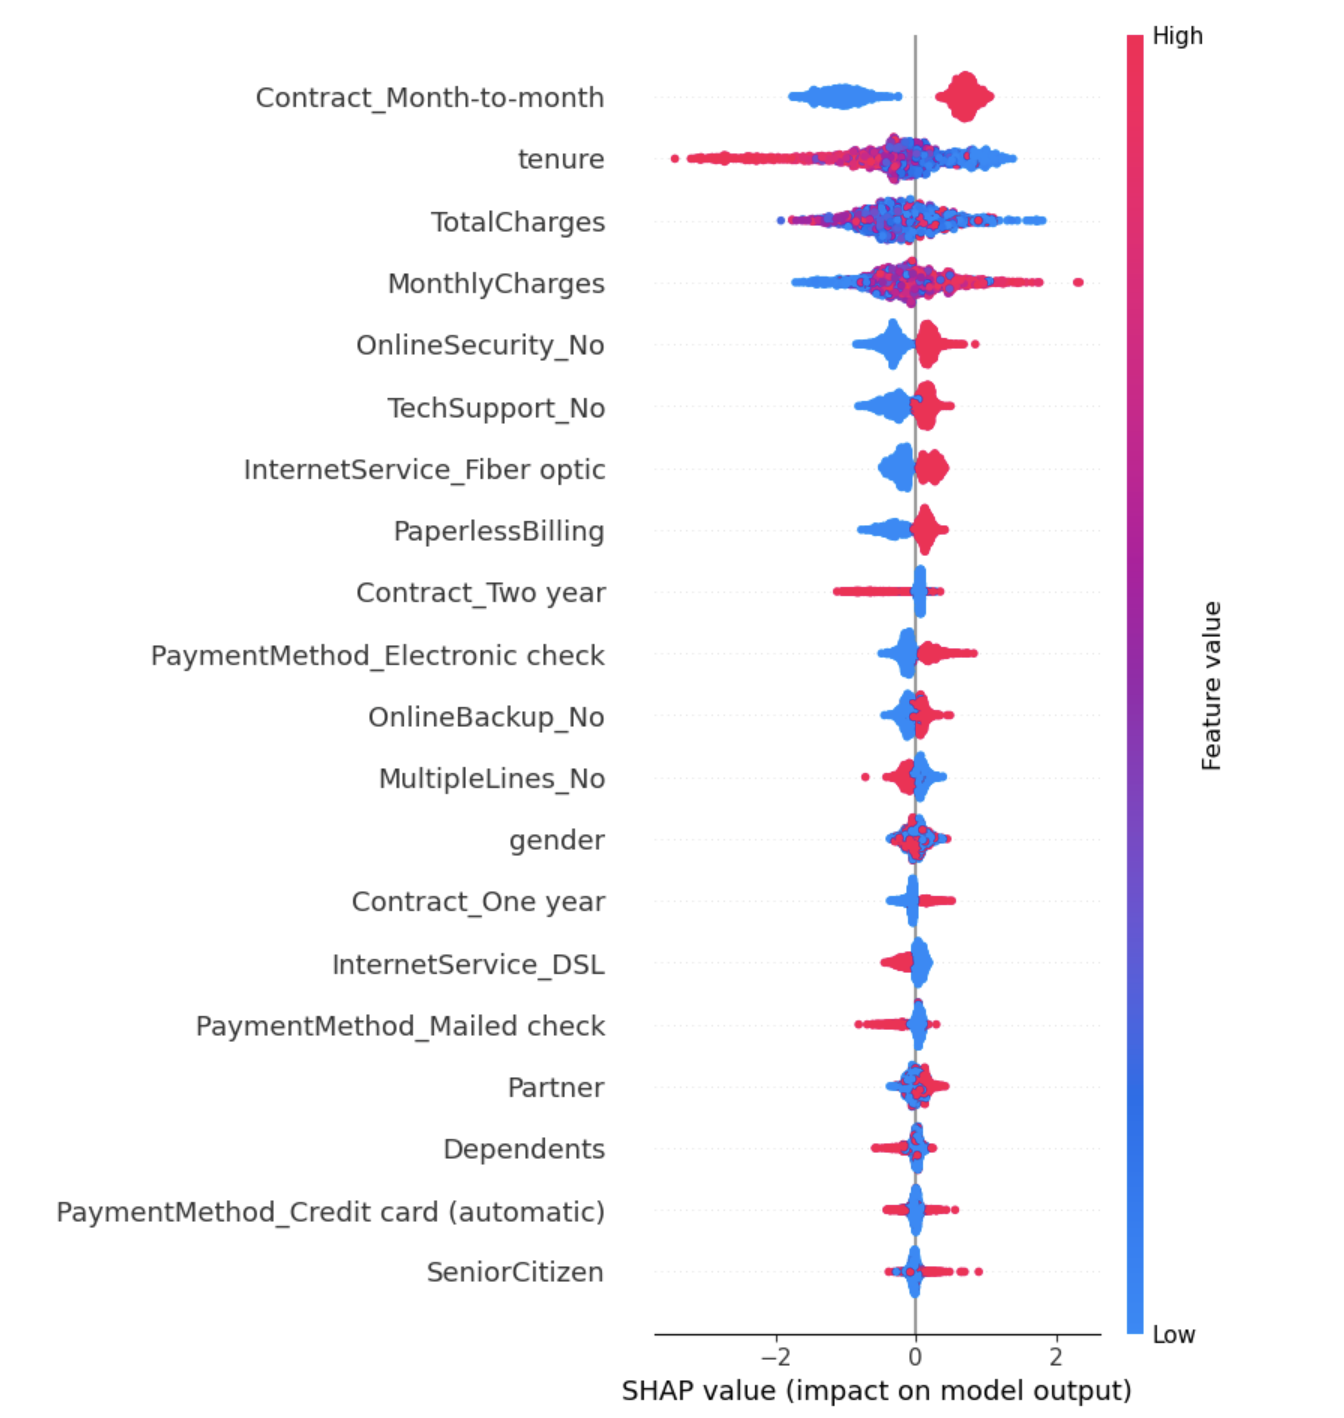 High
Contract_Month-to-month
tenure
TotalCharges
MonthlyCharges
OnlineSecurity_No
TechSupport_No
InternetService_Fiber optic
PaperlessBilling
Contract_Two year
PaymentMethod_Electronic check
OnlineBackup_No
MultipleLines_No
gender
Contract_One year
InternetService_DSL
PaymentMethod_Mailed check
Partner
Dependents
PaymentMethod_Credit card (automatic)
SeniorCitizen
Feature value
Low
−2 0 2
SHAP value (impact on model output)